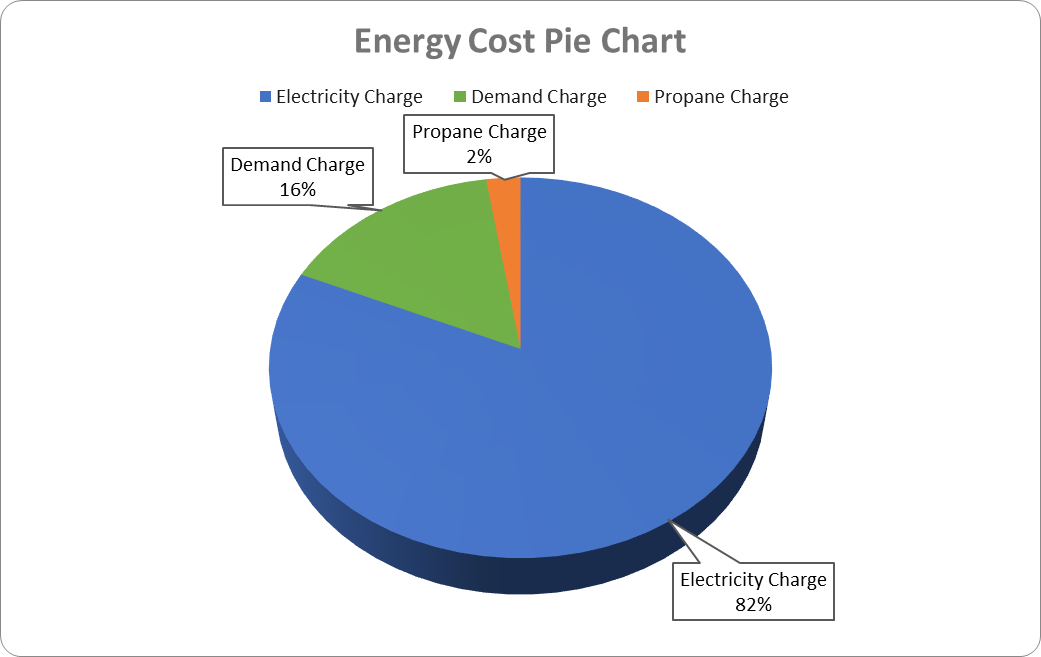 Energy Cost Pie Chart
Electricity Charge Demand Charge Propane Charge
Propane Charge
2%
Demand Charge
16%
Electricity Charge
82%